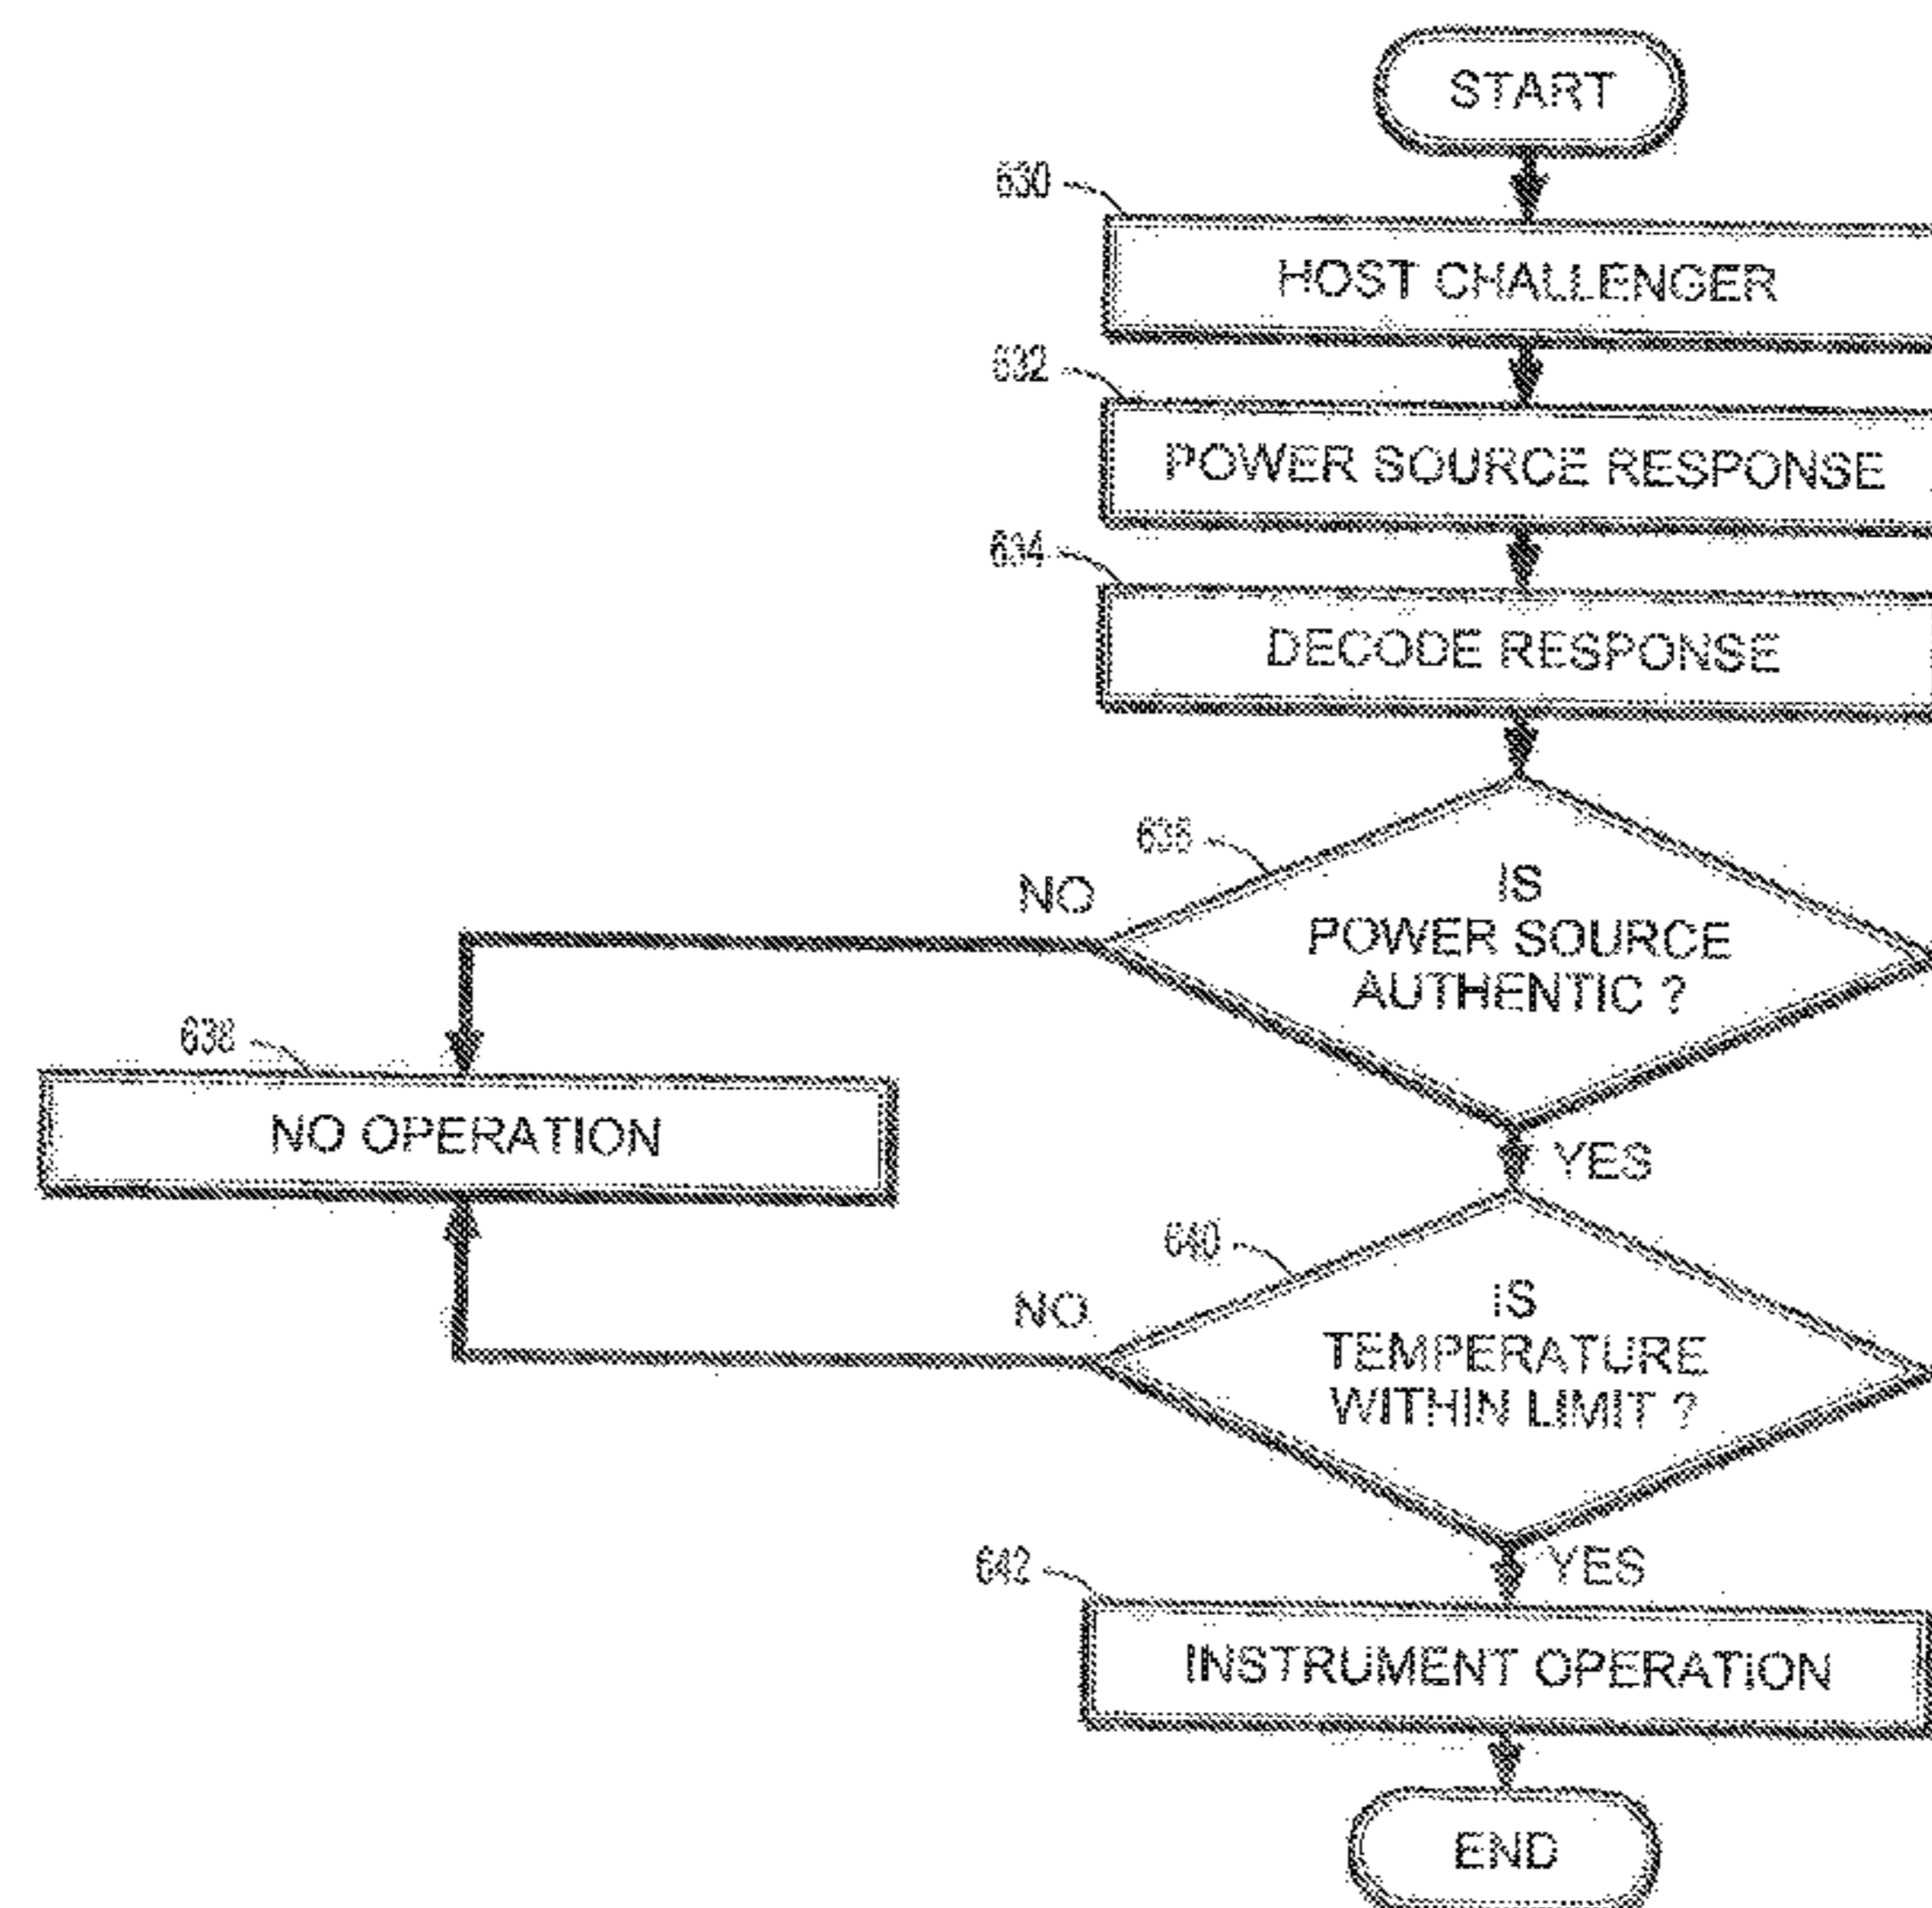 START
630
HOST CHALLENGER
632
POWER SOURCE RESPONSE
634
DECODE RESPONSE
636
IS
POWER SOURCE
AUTHENTIC ?
NO
YES
638
NO OPERATION
640
IS
TEMPERATURE
WITHIN LIMIT ?
NO
YES
642
INSTRUMENT OPERATION
END